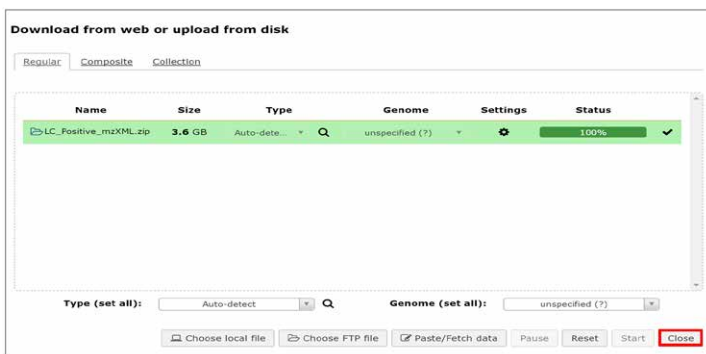 Download from web or upload from disk
Regular Composite Collection
Name Size Type Genome Settings Status
LC_Positive_mzXML.zip 3.6 GB Auto-dete... unspecified (?) 100%
Type (set all): Auto-detect Genome (set all): unspecified (?)
Choose local file Choose FTP file Paste/Fetch data Pause Reset Start Close